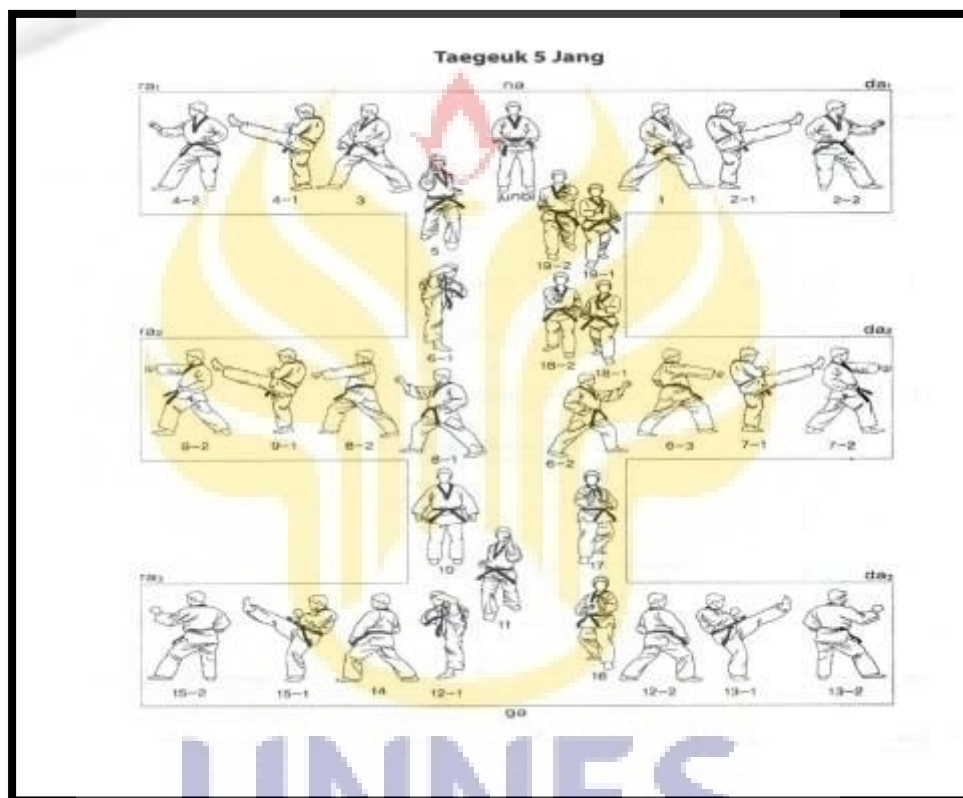 Taegeuk 5 Jang
ra₁ na da₁
4-2 4-1 3 junbi 1 2-1 2-2
5
19-2 19-1
6-1
ra₂ da₂
18-2 18-1
9-2 9-1 8-2 8-1 6-2 6-3 7-1 7-2
10 17
ra₃ da₂
11
15-2 15-1 14 12-1 16 12-2 13-1 13-2
ga
UNNES